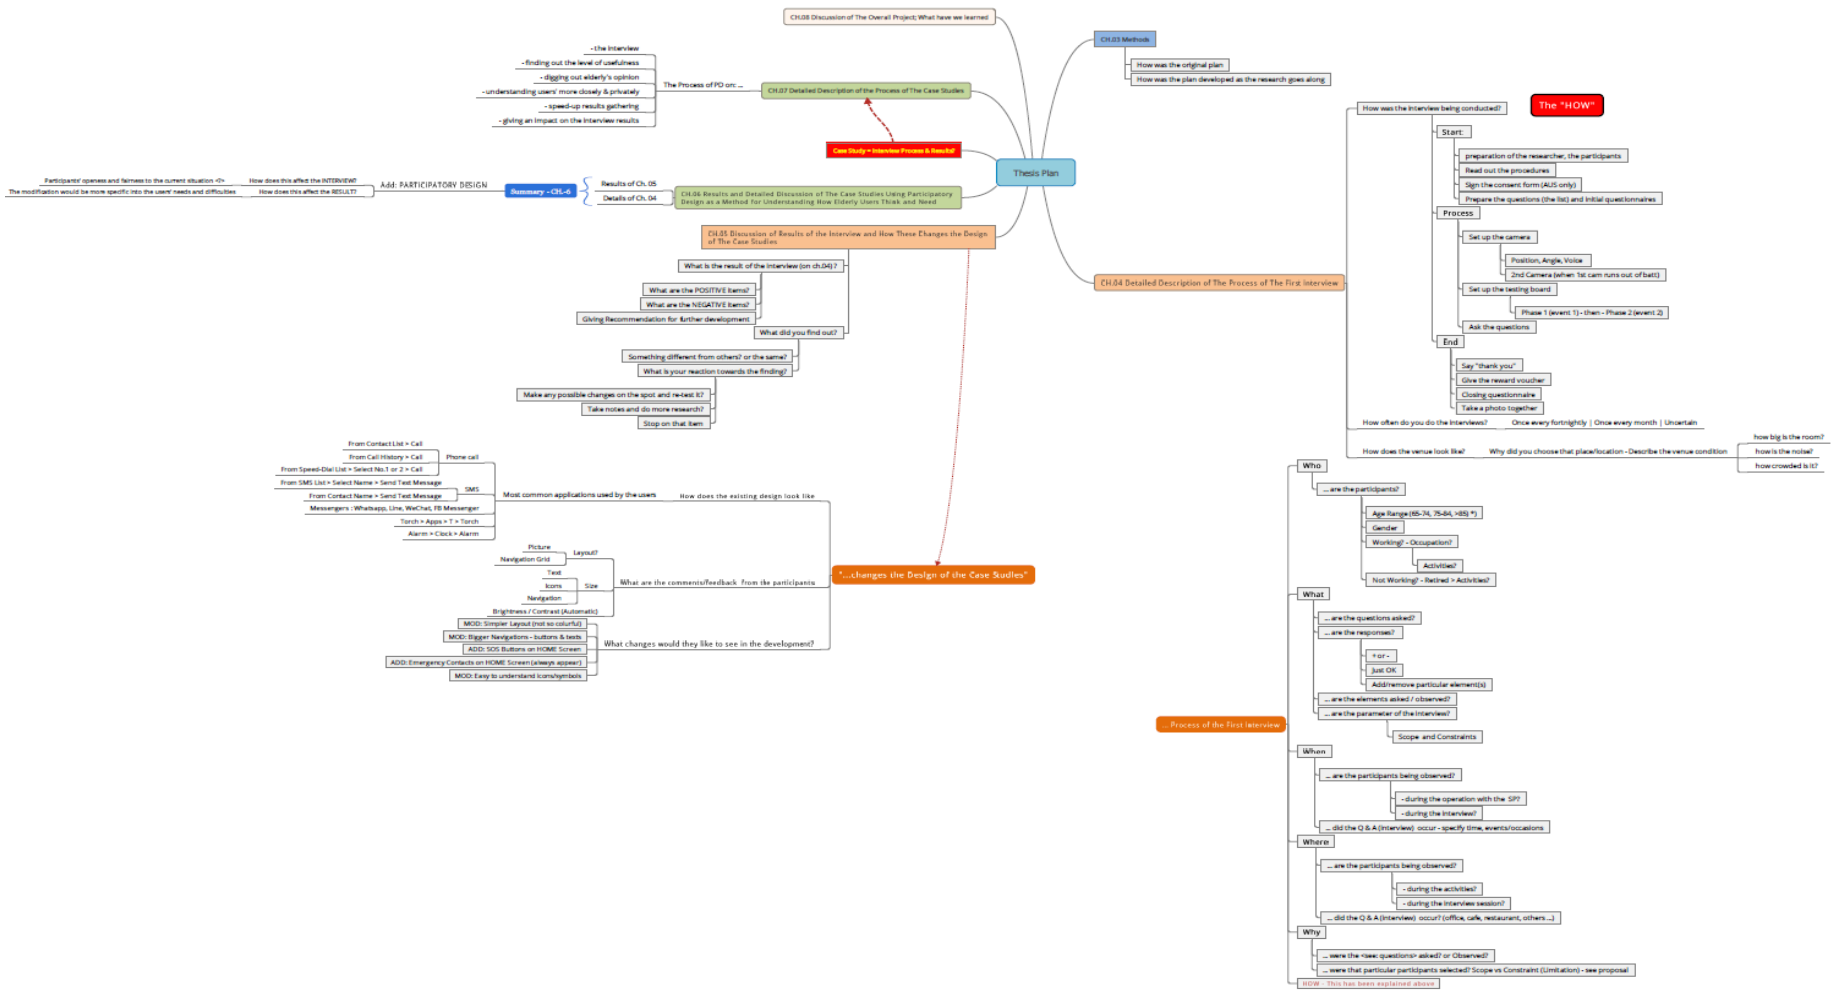 CH.08 Discussion of The Overall Project; What have we learned
- the Interview
- finding out the level of usefulness
- digging out elderly's opinion
- understanding users' more closely & privately
- speed-up results gathering
- giving an impact on the interview results
The Process of PD on: ...
CH.07 Detailed Description of the Process of The Case Studies
Case Study = Interview Process & Results?
Thesis Plan
Participants' openess and fairness to the current situation <!>
How does this affect the INTERVIEW?
The modification would be more specific into the users' needs and difficulties
How does this affect the RESULT?
Add: PARTICIPATORY DESIGN
Summary - CH.-6
Results of Ch. 05
Details of Ch. 04
CH.06 Results and Detailed Discussion of The Case Studies Using Participatory
Design as a Method for Understanding How Elderly Users Think and Need
CH.05 Discussion of Results of the Interview and How These Changes the Design
of The Case Studies
What is the result of the interview (on ch.04) ?
What are the POSITIVE items?
What are the NEGATIVE items?
Giving Recommendation for further development
What did you find out?
Something different from others? or the same?
What is your reaction towards the finding?
Make any possible changes on the spot and re-test it?
Take notes and do more research?
Stop on that item
From Contact List > Call
From Call History > Call
From Speed-Dial List > Select No.1 or 2 > Call
Phone call
From SMS List > Select Name > Send Text Message
From Contact Name > Send Text Message
SMS
Messengers : Whatsapp, Line, WeChat, FB Messenger
Torch > Apps > T > Torch
Alarm > Clock > Alarm
Most common applications used by the users
How does the existing design look like
Picture
Navigation Grid
Layout?
Text
Icons
Navigation
Size
Brightness / Contrast (Automatic)
What are the comments/feedback from the participants
MOD: Simpler Layout (not so colurful)
MOD: Bigger Navigations - buttons & texts
ADD: SOS Buttons on HOME Screen
ADD: Emergency Contacts on HOME Screen (always appear)
MOD: Easy to understand icons/symbols
What changes would they like to see in the development?
"...changes the Design of the Case Studies"
CH.03 Methods
How was the original plan
How was the plan developed as the research goes along
CH.04 Detailed Description of The Process of The First Interview
How was the interview being conducted?
The "HOW"
Start:
preparation of the researcher, the participants
Read out the procedures
Sign the consent form (AUS only)
Prepare the questions (the list) and initial questionnaires
Process
Set up the camera
Position, Angle, Voice
2nd Camera (when 1st cam runs out of batt)
Set up the testing board
Phase 1 (event 1) - then - Phase 2 (event 2)
Ask the questions
End
Say "thank you"
Give the reward voucher
Closing questionnaire
Take a photo together
How often do you do the interviews?
Once every fortnightly | Once every month | Uncertain
How does the venue look like?
Why did you choose that place/location - Describe the venue condition
how big is the room?
how is the noise?
how crowded is it?
... Process of the First Interview
Who
... are the participants?
Age Range (65-74, 75-84, >85) *)
Gender
Working? - Occupation?
Activities?
Not Working? - Retired > Activities?
What
... are the questions asked?
... are the responses?
+ or -
Just OK
Add/remove particular element(s)
... are the elements asked / observed?
... are the parameter of the interview?
Scope and Constraints
When
... are the participants being observed?
- during the operation with the SP?
- during the interview?
... did the Q & A (interview) occur - specify time, events/occasions
Where
... are the participants being observed?
- during the activities?
- during the interview session?
... did the Q & A (interview) occur? (office, cafe, restaurant, others ...)
Why
... were the <see: questions> asked? or Observed?
... were that particular participants selected? Scope vs Constraint (Limitation) - see proposal
HOW - This has been explained above